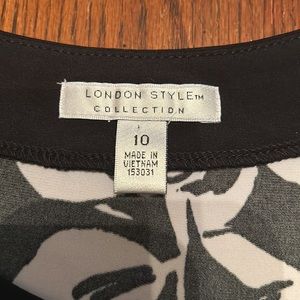 LONDON STYLE™
COLLECTION
10
MADE IN
VIETNAM
153031